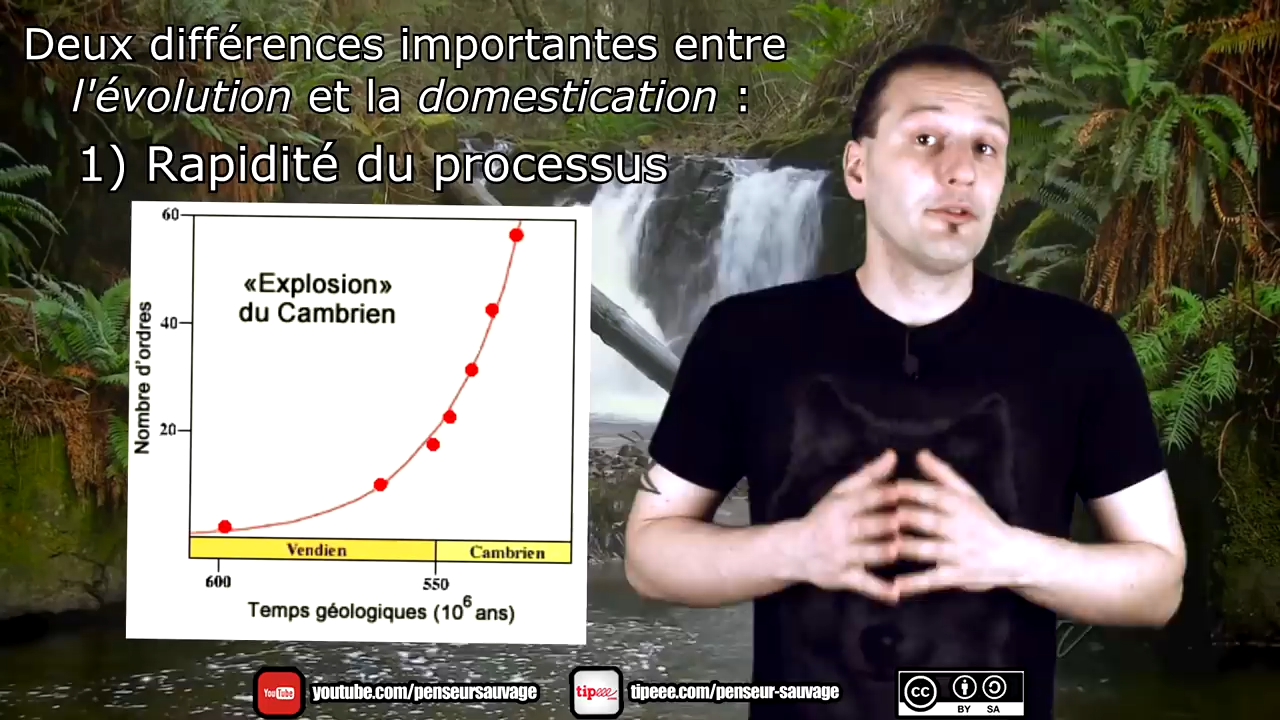 Deux différences importantes entre
l'évolution et la domestication :
1) Rapidité du processus
60
«Explosion»
du Cambrien
40
Nombre d'ordres
20
Vendien Cambrien
600 550
Temps géologiques (10⁶ ans)
YouTube youtube.com/penseursauvage tipeee tipeee.com/penseur-sauvage cc
BY SA